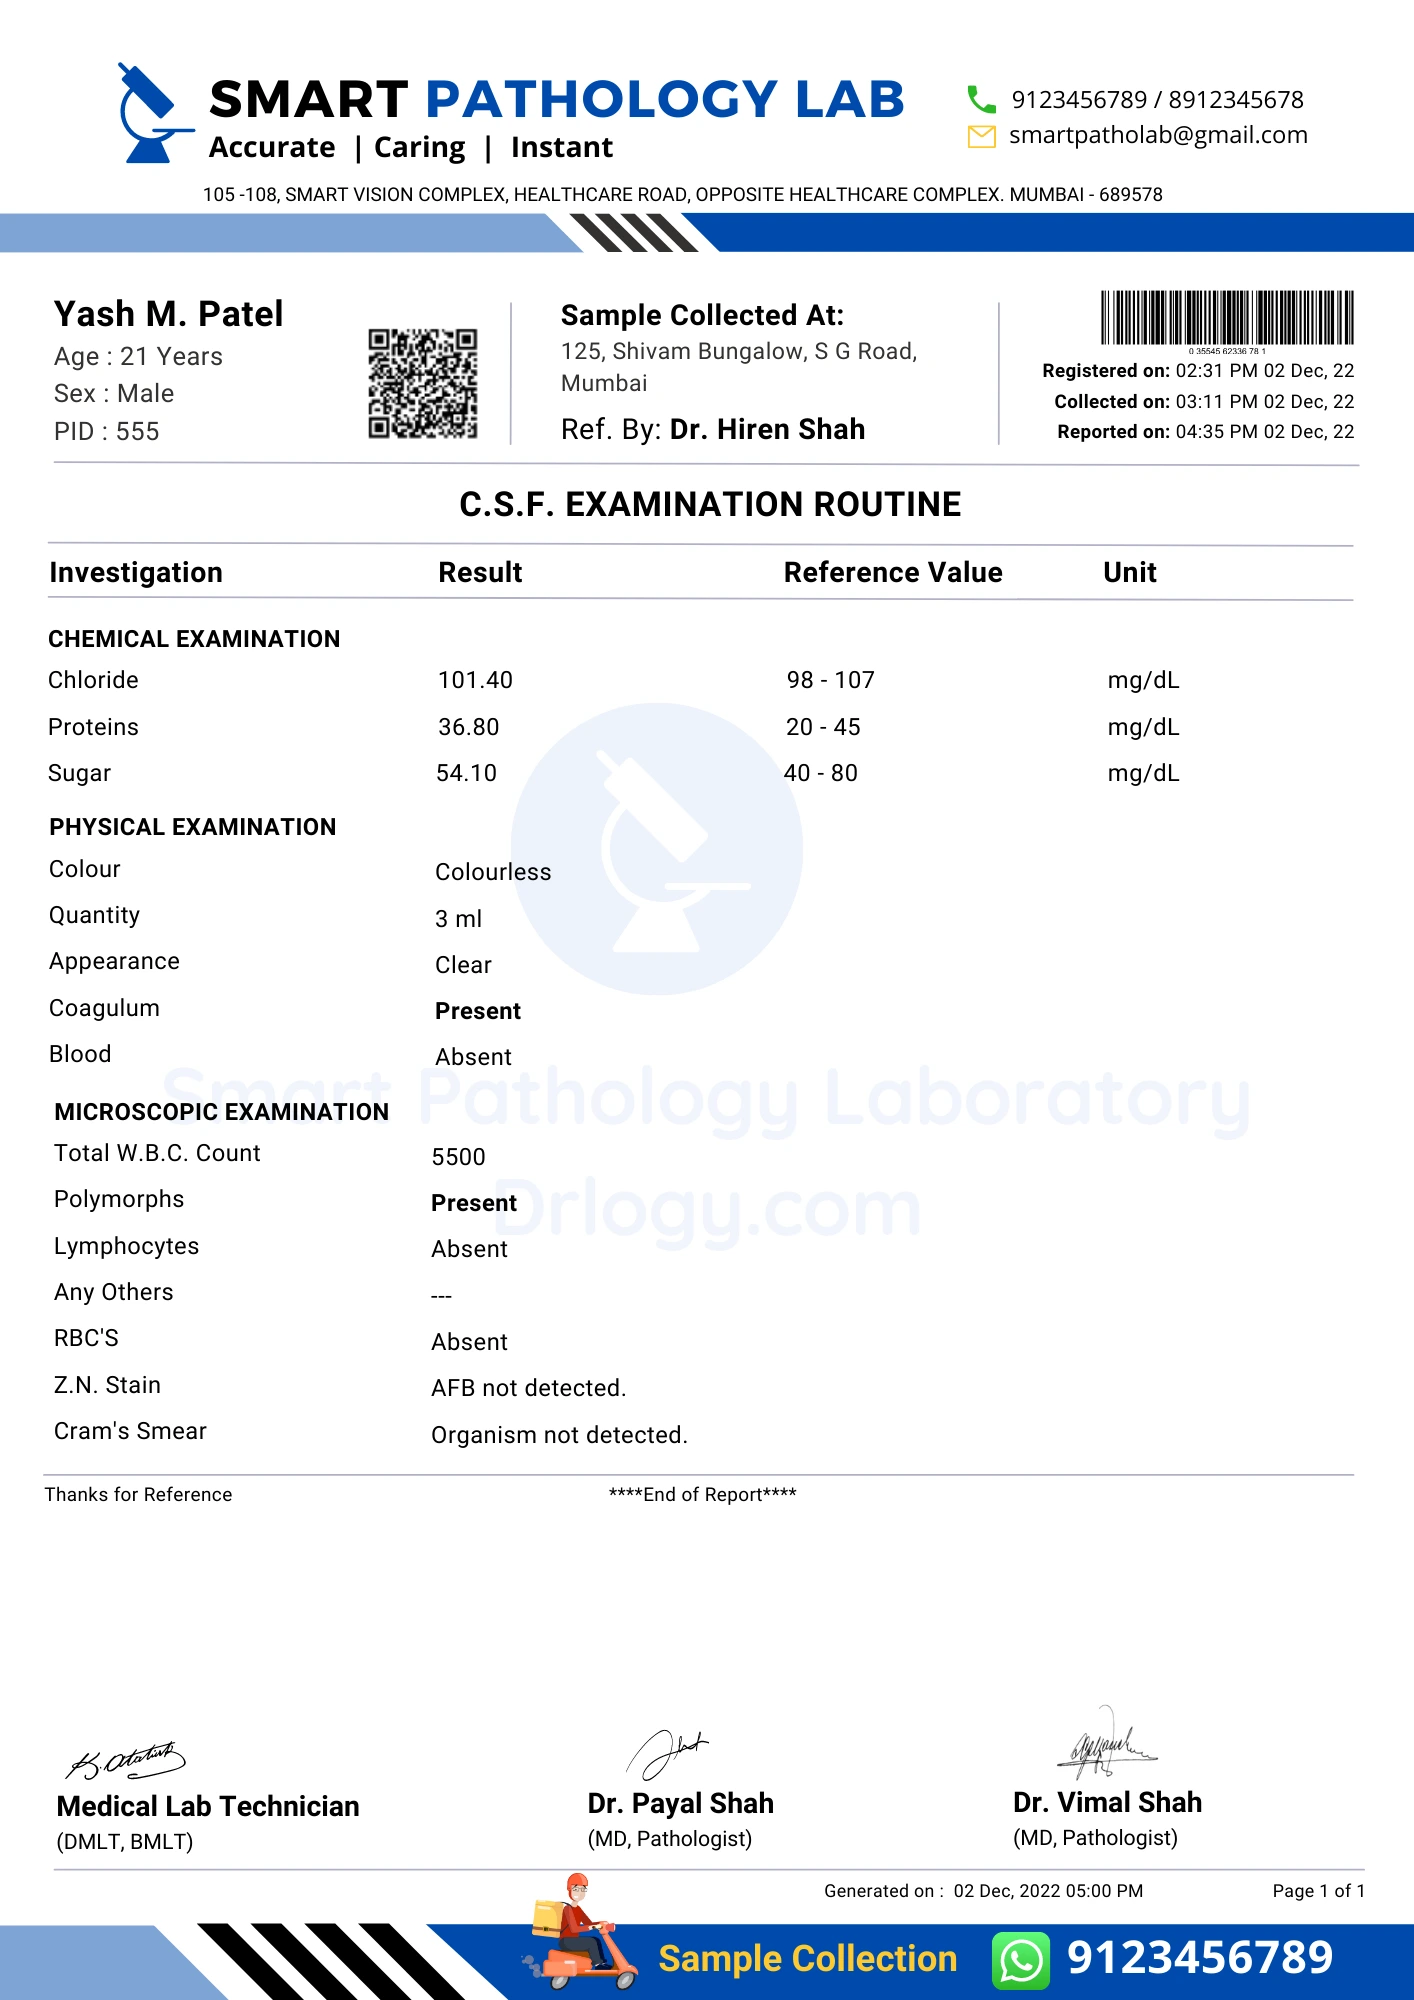 SMART PATHOLOGY LAB
Accurate | Caring | Instant
9123456789 / 8912345678
smartpatholab@gmail.com
105 -108, SMART VISION COMPLEX, HEALTHCARE ROAD, OPPOSITE HEALTHCARE COMPLEX. MUMBAI - 689578
Yash M. Patel
Age : 21 Years
Sex : Male
PID : 555
Sample Collected At:
125, Shivam Bungalow, S G Road,
Mumbai
Ref. By: Dr. Hiren Shah
0 35545 62336 78 1
Registered on: 02:31 PM 02 Dec, 22
Collected on: 03:11 PM 02 Dec, 22
Reported on: 04:35 PM 02 Dec, 22
C.S.F. EXAMINATION ROUTINE
Investigation Result Reference Value Unit
CHEMICAL EXAMINATION
Chloride 101.40 98 - 107 mg/dL
Proteins 36.80 20 - 45 mg/dL
Sugar 54.10 40 - 80 mg/dL
PHYSICAL EXAMINATION
Colour Colourless
Quantity 3 ml
Appearance Clear
Coagulum Present
Blood Absent
Smart Pathology Laboratory
MICROSCOPIC EXAMINATION
Total W.B.C. Count 5500
Polymorphs Present
Drlogy.com
Lymphocytes Absent
Any Others ---
RBC'S Absent
Z.N. Stain AFB not detected.
Cram's Smear Organism not detected.
Thanks for Reference ****End of Report****
Medical Lab Technician
(DMLT, BMLT)
Dr. Payal Shah
(MD, Pathologist)
Dr. Vimal Shah
(MD, Pathologist)
Generated on : 02 Dec, 2022 05:00 PM Page 1 of 1
Sample Collection 9123456789